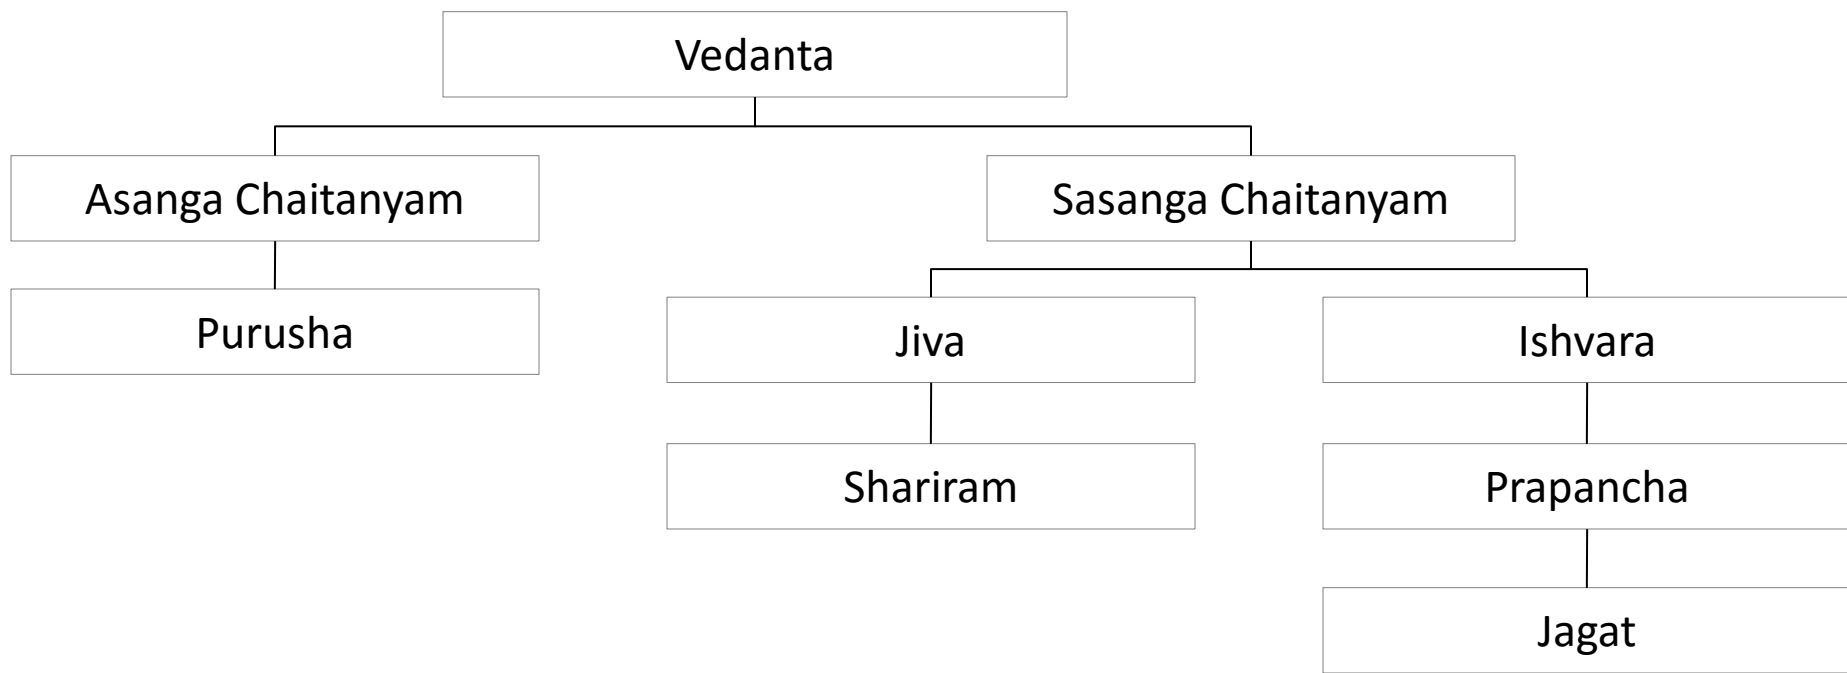 Vedanta
Asanga Chaitanyam
Sasanga Chaitanyam
Purusha
Jiva
Ishvara
Shariram
Prapancha
Jagat